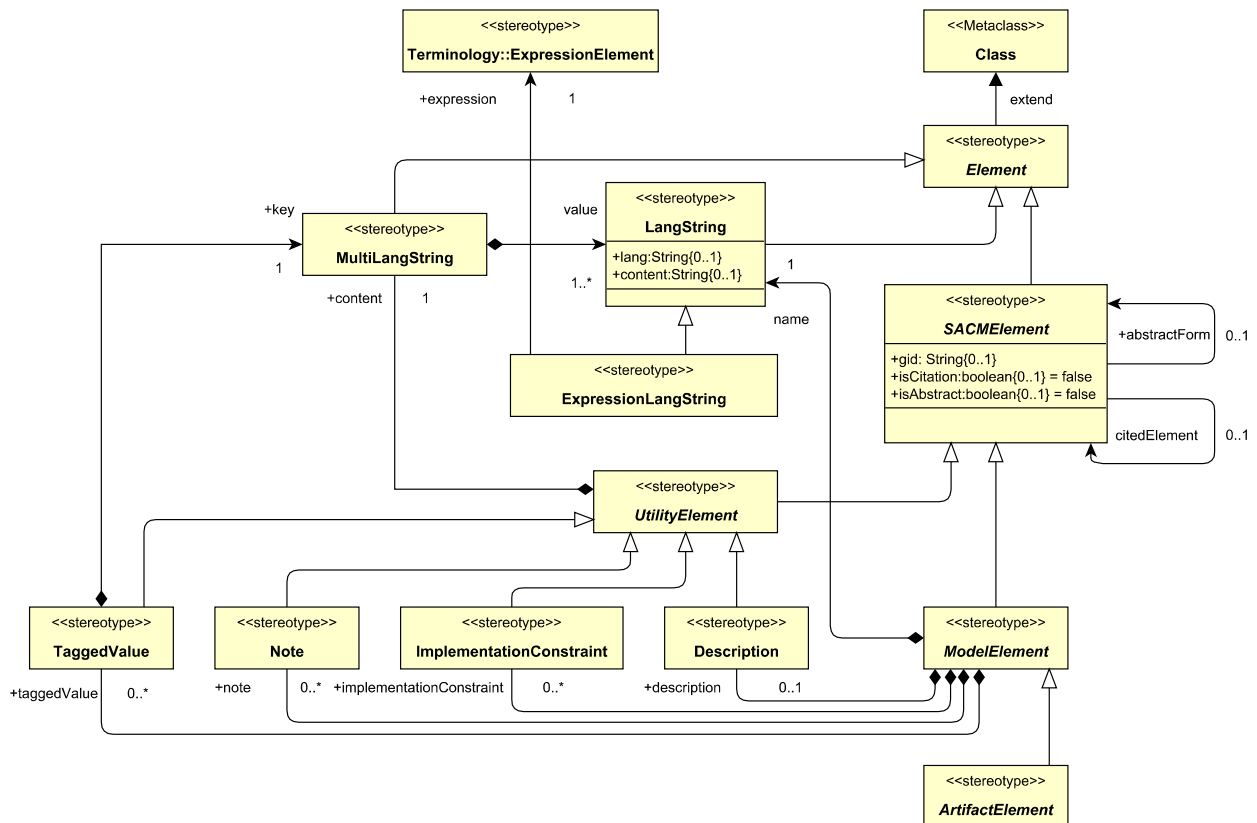 <<stereotype>>
Terminology::ExpressionElement
<<Metaclass>>
Class
+expression
1
extend
<<stereotype>>
Element
+key
1
<<stereotype>>
MultiLangString
value
1..*
<<stereotype>>
LangString
+lang:String{0..1}
+content:String{0..1}
1
name
+content
1
<<stereotype>>
SACMElement
+gid: String{0..1}
+isCitation:boolean{0..1} = false
+isAbstract:boolean{0..1} = false
+abstractForm
0..1
citedElement
0..1
<<stereotype>>
ExpressionLangString
<<stereotype>>
UtilityElement
<<stereotype>>
TaggedValue
<<stereotype>>
Note
<<stereotype>>
ImplementationConstraint
<<stereotype>>
Description
<<stereotype>>
ModelElement
+taggedValue
0..*
+note
0..*
+implementationConstraint
0..*
+description
0..1
<<stereotype>>
ArtifactElement